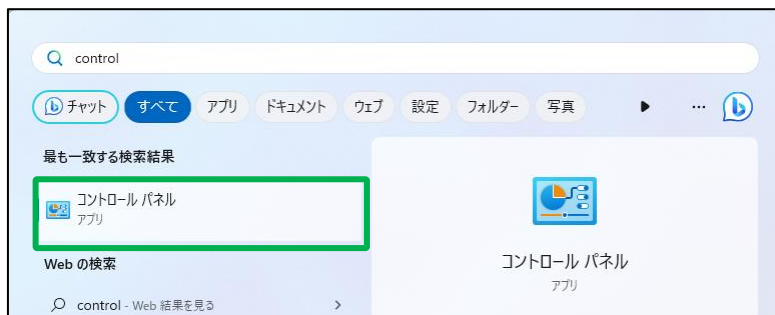 control
チャット すべて アプリ ドキュメント ウェブ 設定 フォルダー 写真 ▶ ...
最も一致する検索結果
コントロール パネル
アプリ
Web の検索
control - Web 結果を見る
コントロール パネル
アプリ